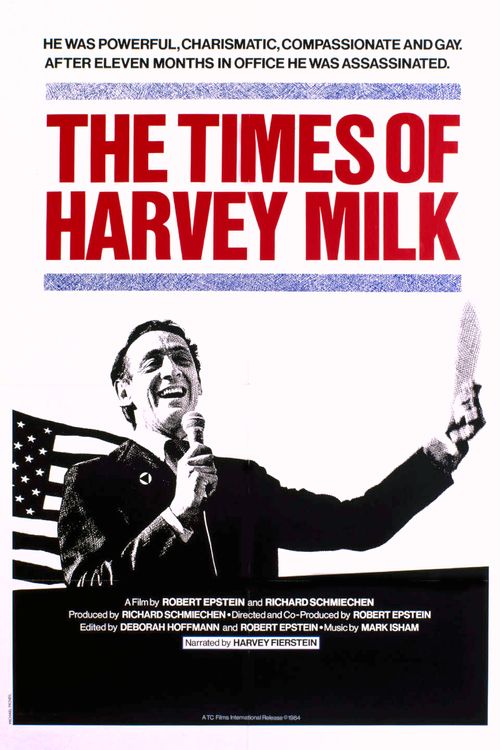 HE WAS POWERFUL, CHARISMATIC, COMPASSIONATE AND GAY.
AFTER ELEVEN MONTHS IN OFFICE HE WAS ASSASSINATED.
THE TIMES OF
HARVEY MILK
A Film by ROBERT EPSTEIN and RICHARD SCHMIECHEN
Produced by RICHARD SCHMIECHEN • Directed and Co-Produced by ROBERT EPSTEIN
Edited by DEBORAH HOFFMANN and ROBERT EPSTEIN • Music by MARK ISHAM
Narrated by HARVEY FIERSTEIN
A TC Films International Release © 1984